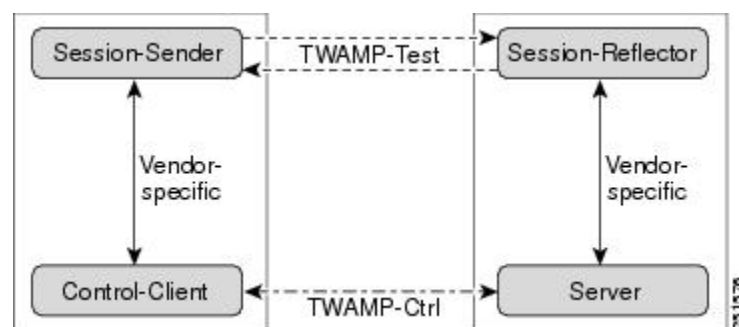 Session-Sender
TWAMP-Test
Session-Reflector
Vendor-
specific
Vendor-
specific
Control-Client
TWAMP-Ctrl
Server